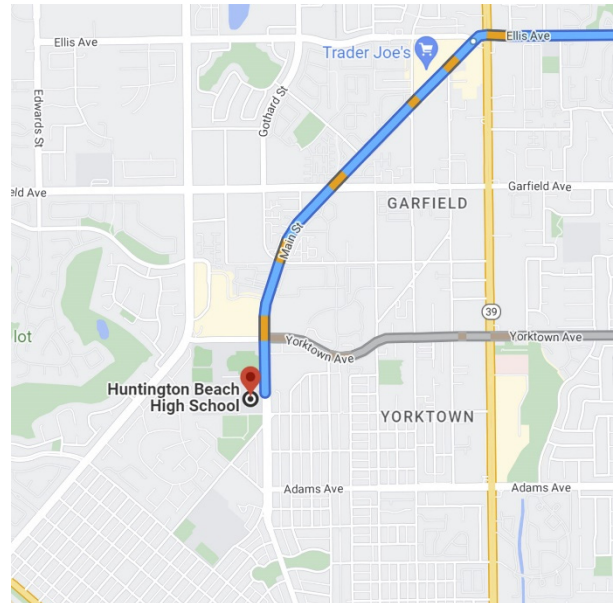 Ellis Ave
Ellis Ave
Trader Joe's
Gothard St
Edwards St
eld Ave
Garfield Ave
GARFIELD
Main St
39
lot
Yorktown Ave
Yorktown Ave
Huntington Beach
High School
YORKTOWN
Adams Ave
Adams Ave